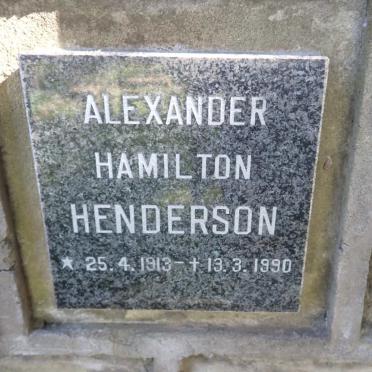 ALEXANDER
HAMILTON
HENDERSON
* 25. 4. 1913 – † 13. 3. 1990